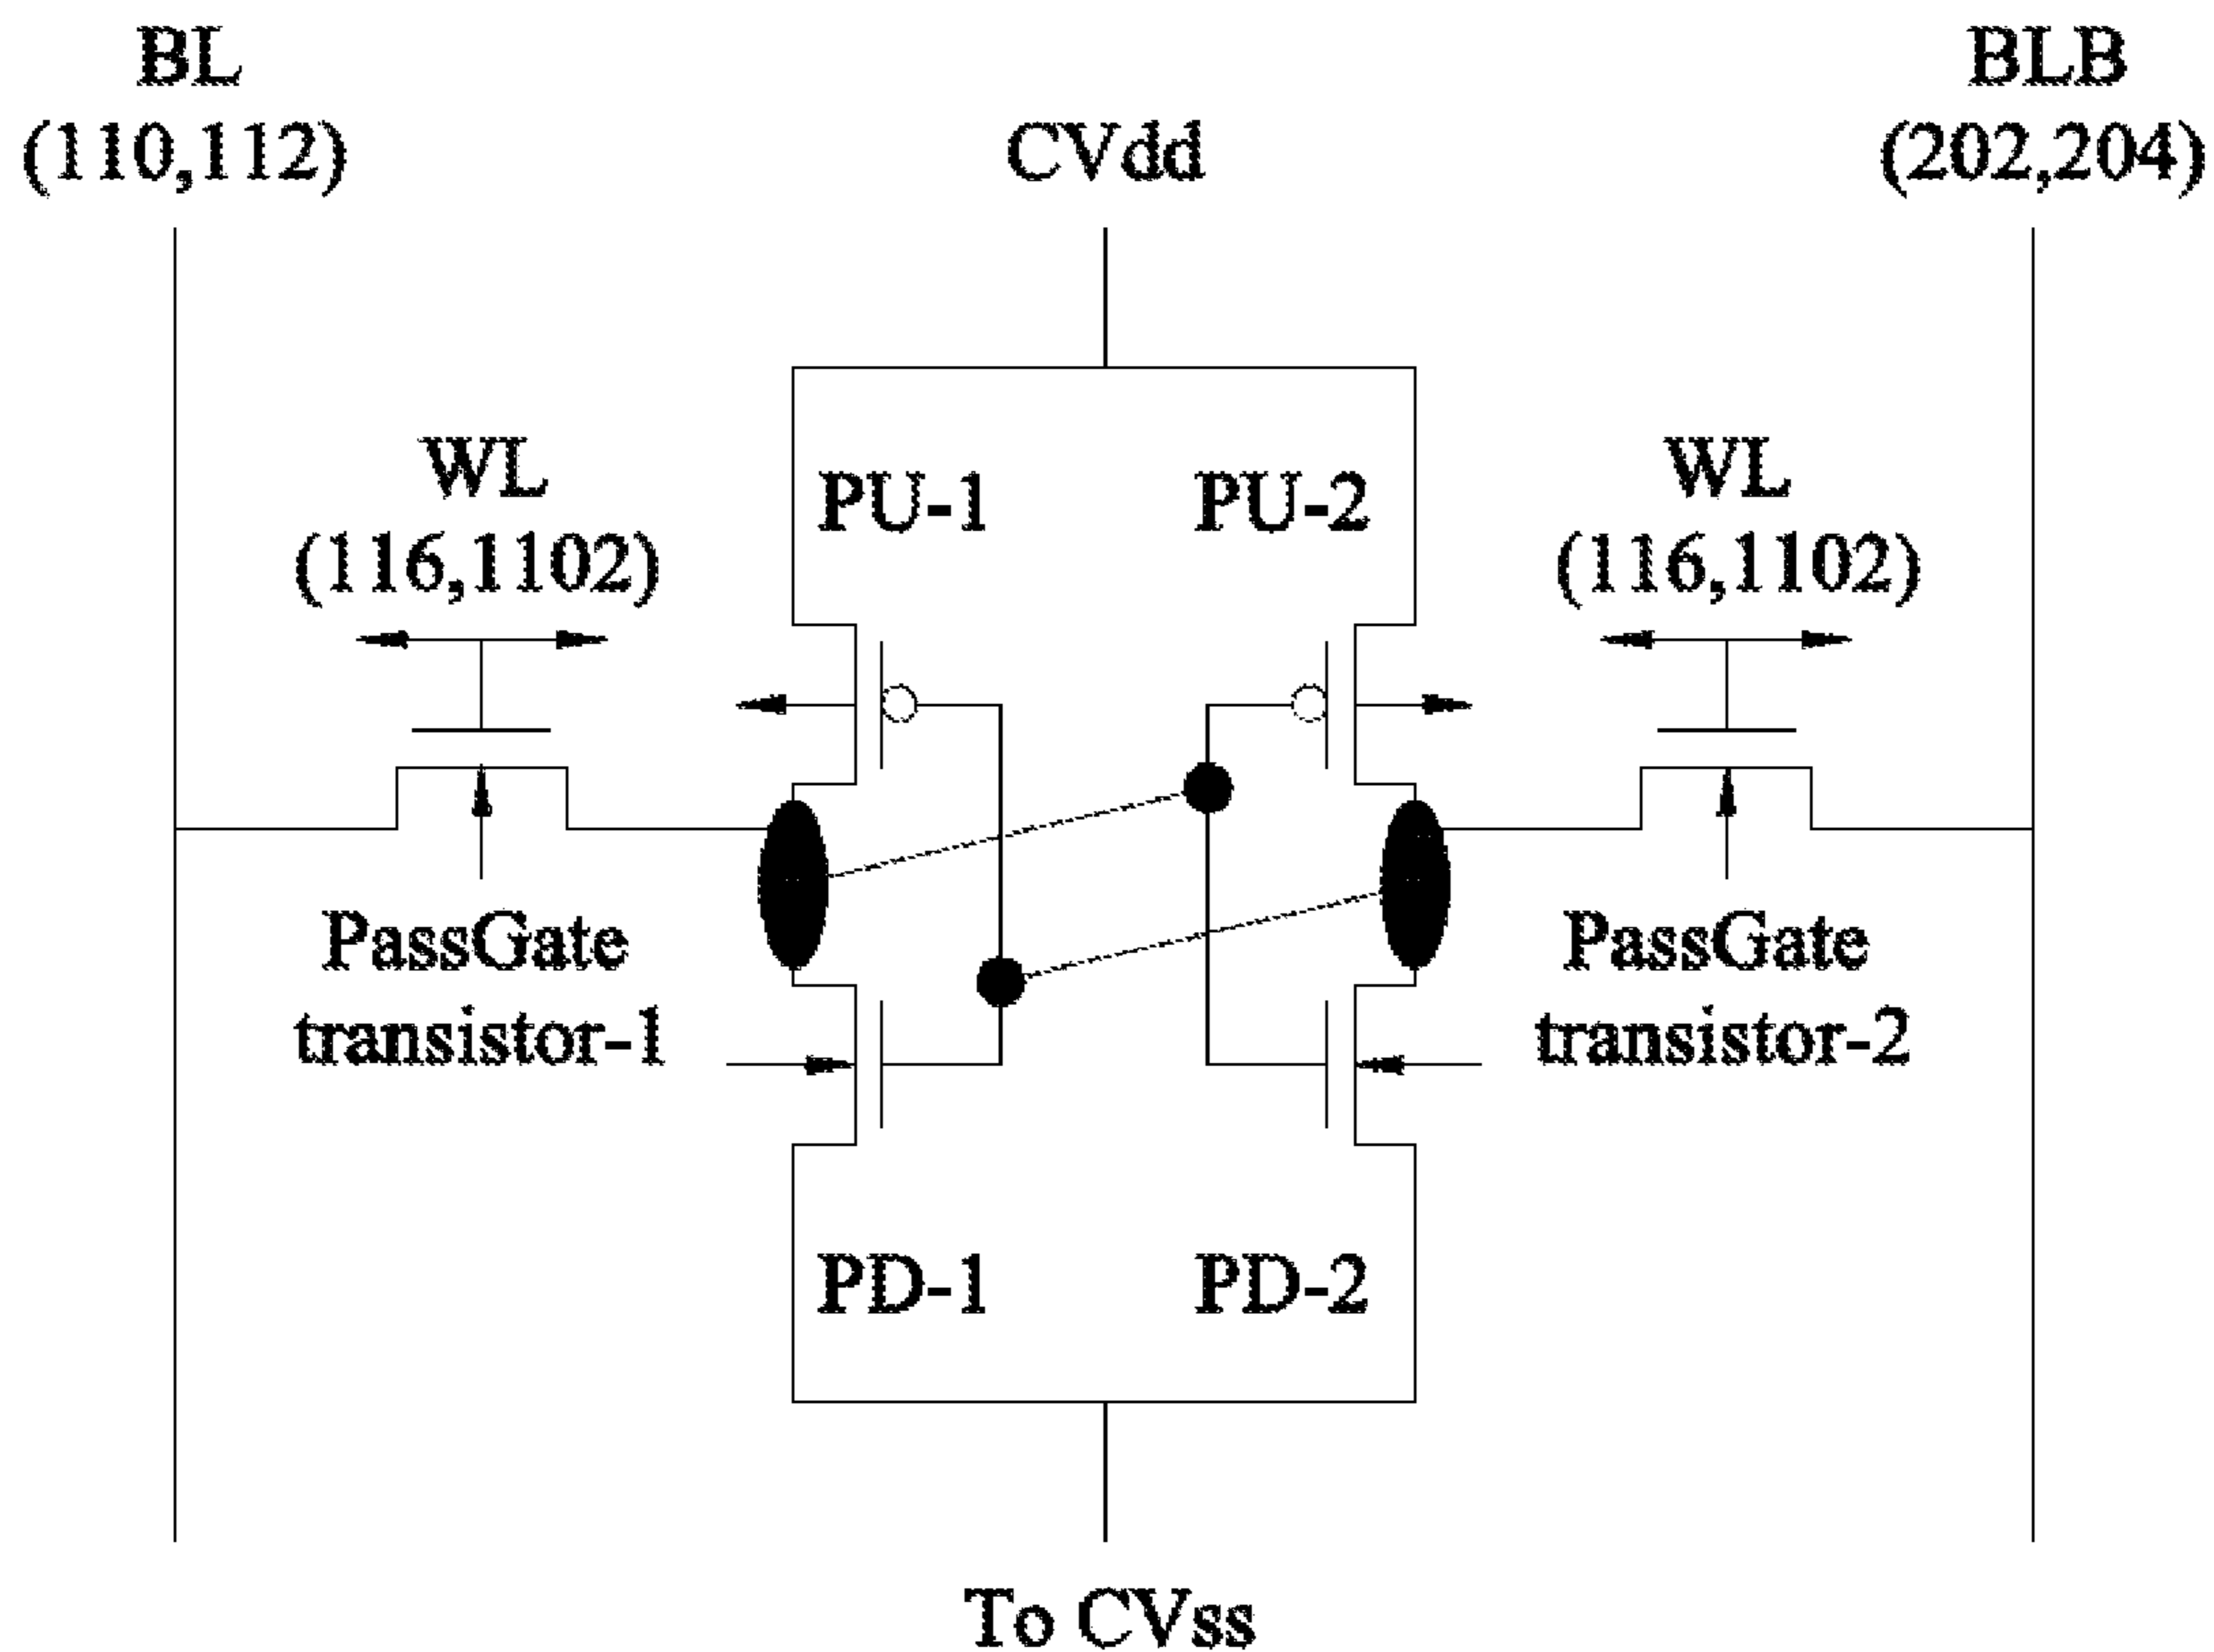 BL
(110,112)
CVdd
BLB
(202,204)
WL
(116,1102)
PU-1
PU-2
WL
(116,1102)
PassGate
transistor-1
PassGate
transistor-2
PD-1
PD-2
To CVss